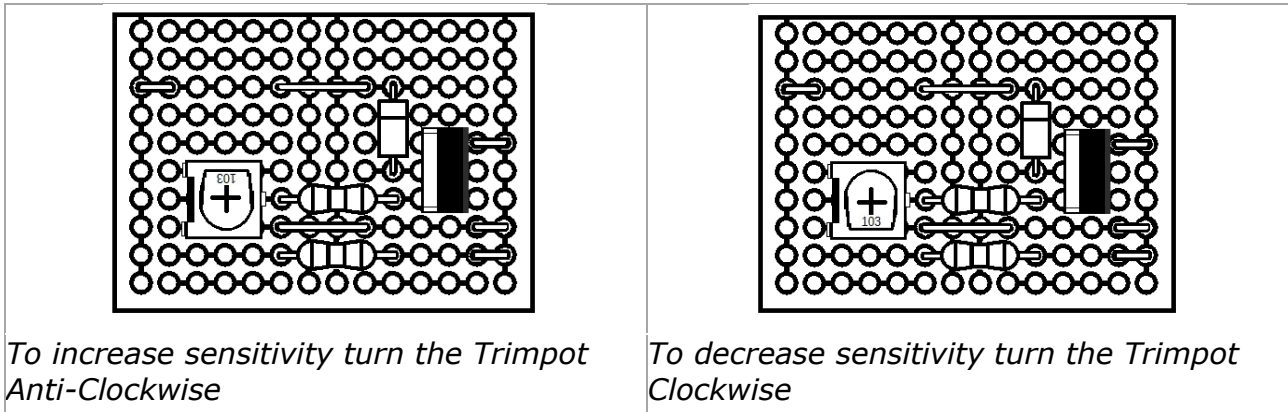 103
103
To increase sensitivity turn the Trimpot
Anti-Clockwise
To decrease sensitivity turn the Trimpot
Clockwise